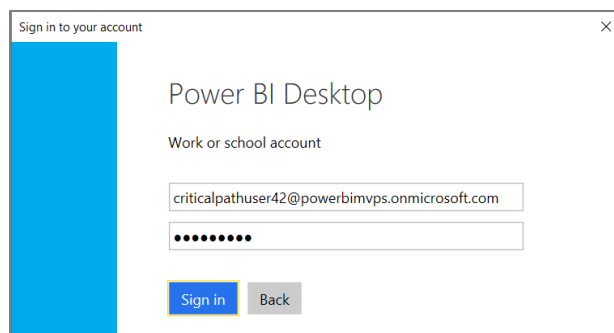 Sign in to your account
Power BI Desktop
Work or school account
criticalpathuser42@powerbimvps.onmicrosoft.com
●●●●●●●●●
Sign in Back